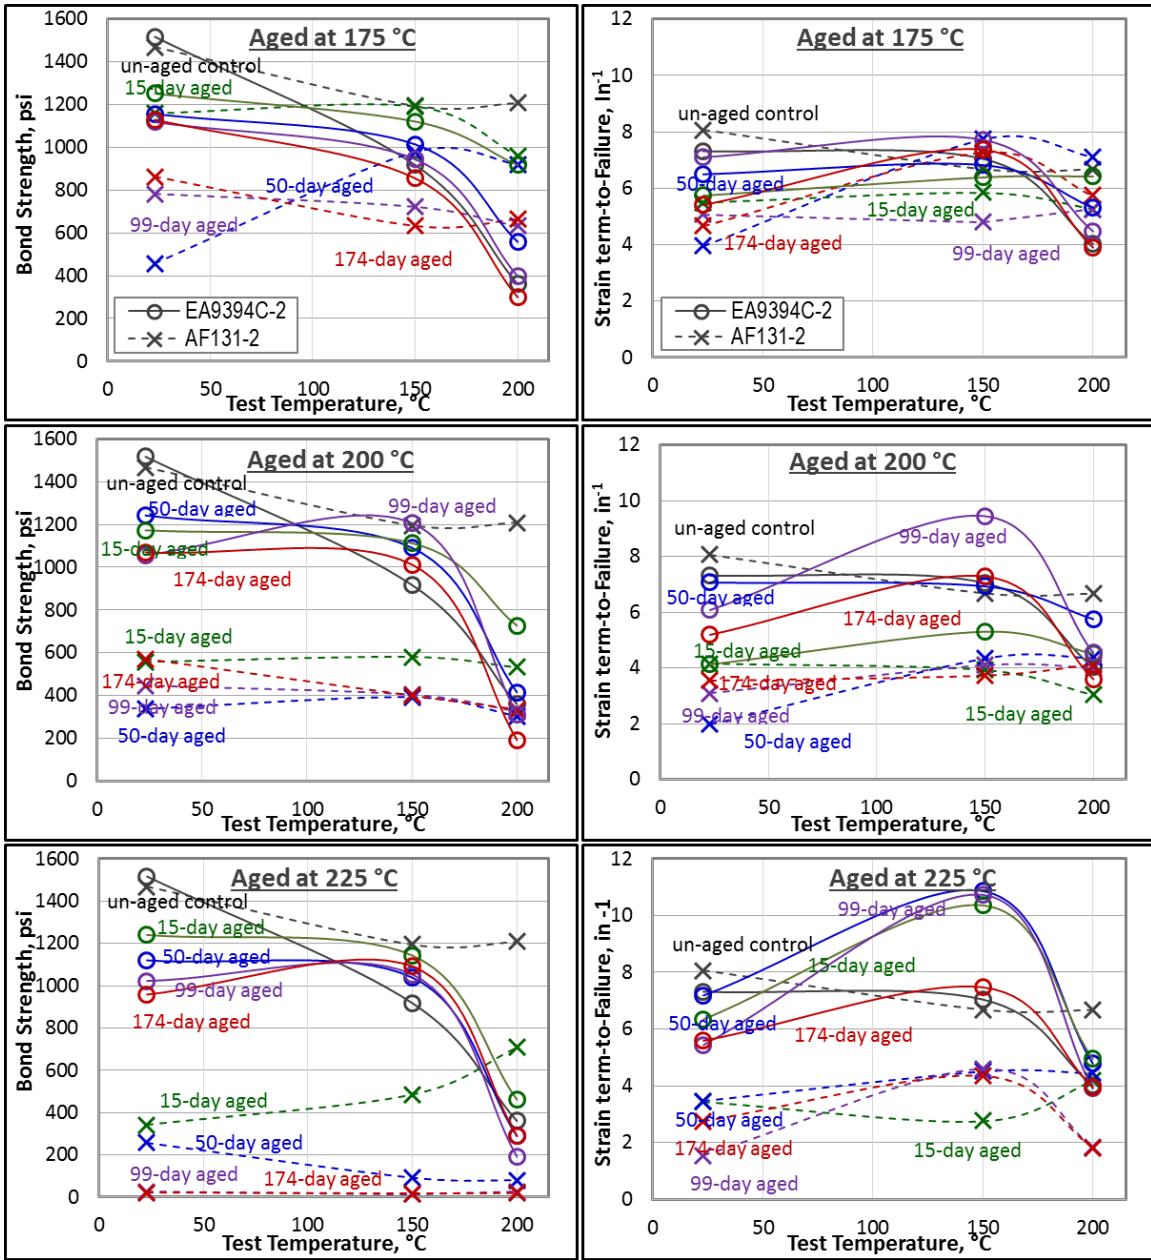 Aged at 175 °C
Bond Strength, psi
1600
1400
1200
1000
800
600
400
200
0
un-aged control
15-day aged
50-day aged
99-day aged
174-day aged
EA9394C-2
AF131-2
0 50 100 150 200
Test Temperature, °C
Aged at 175 °C
Strain term-to-Failure, In-1
12
10
8
6
4
2
0
un-aged control
50-day aged
15-day aged
174-day aged
99-day aged
0 50 100 150 200
Test Temperature, °C
Aged at 200 °C
Bond Strength, psi
1600
1400
1200
1000
800
600
400
200
0
un-aged control
99-day aged
50-day aged
15-day aged
174-day aged
15-day aged
174-day aged
99-day aged
50-day aged
0 50 100 150 200
Test Temperature, °C
Aged at 200 °C
Strain term-to-Failure, in-1
12
10
8
6
4
2
0
un-aged control
99-day aged
50-day aged
174-day aged
15-day aged
174-day aged
99-day aged
15-day aged
50-day aged
0 50 100 150 200
Test Temperature, °C
Aged at 225 °C
Bond Strength, psi
1600
1400
1200
1000
800
600
400
200
0
un-aged control
15-day aged
50-day aged
99-day aged
174-day aged
15-day aged
50-day aged
99-day aged
174-day aged
0 50 100 150 200
Test Temperature, °C
Aged at 225 °C
Strain term-to-Failure, in-1
12
10
8
6
4
2
0
99-day aged
un-aged control
15-day aged
50-day aged
174-day aged
50-day aged
174-day aged
15-day aged
99-day aged
0 50 100 150 200
Test Temperature, °C